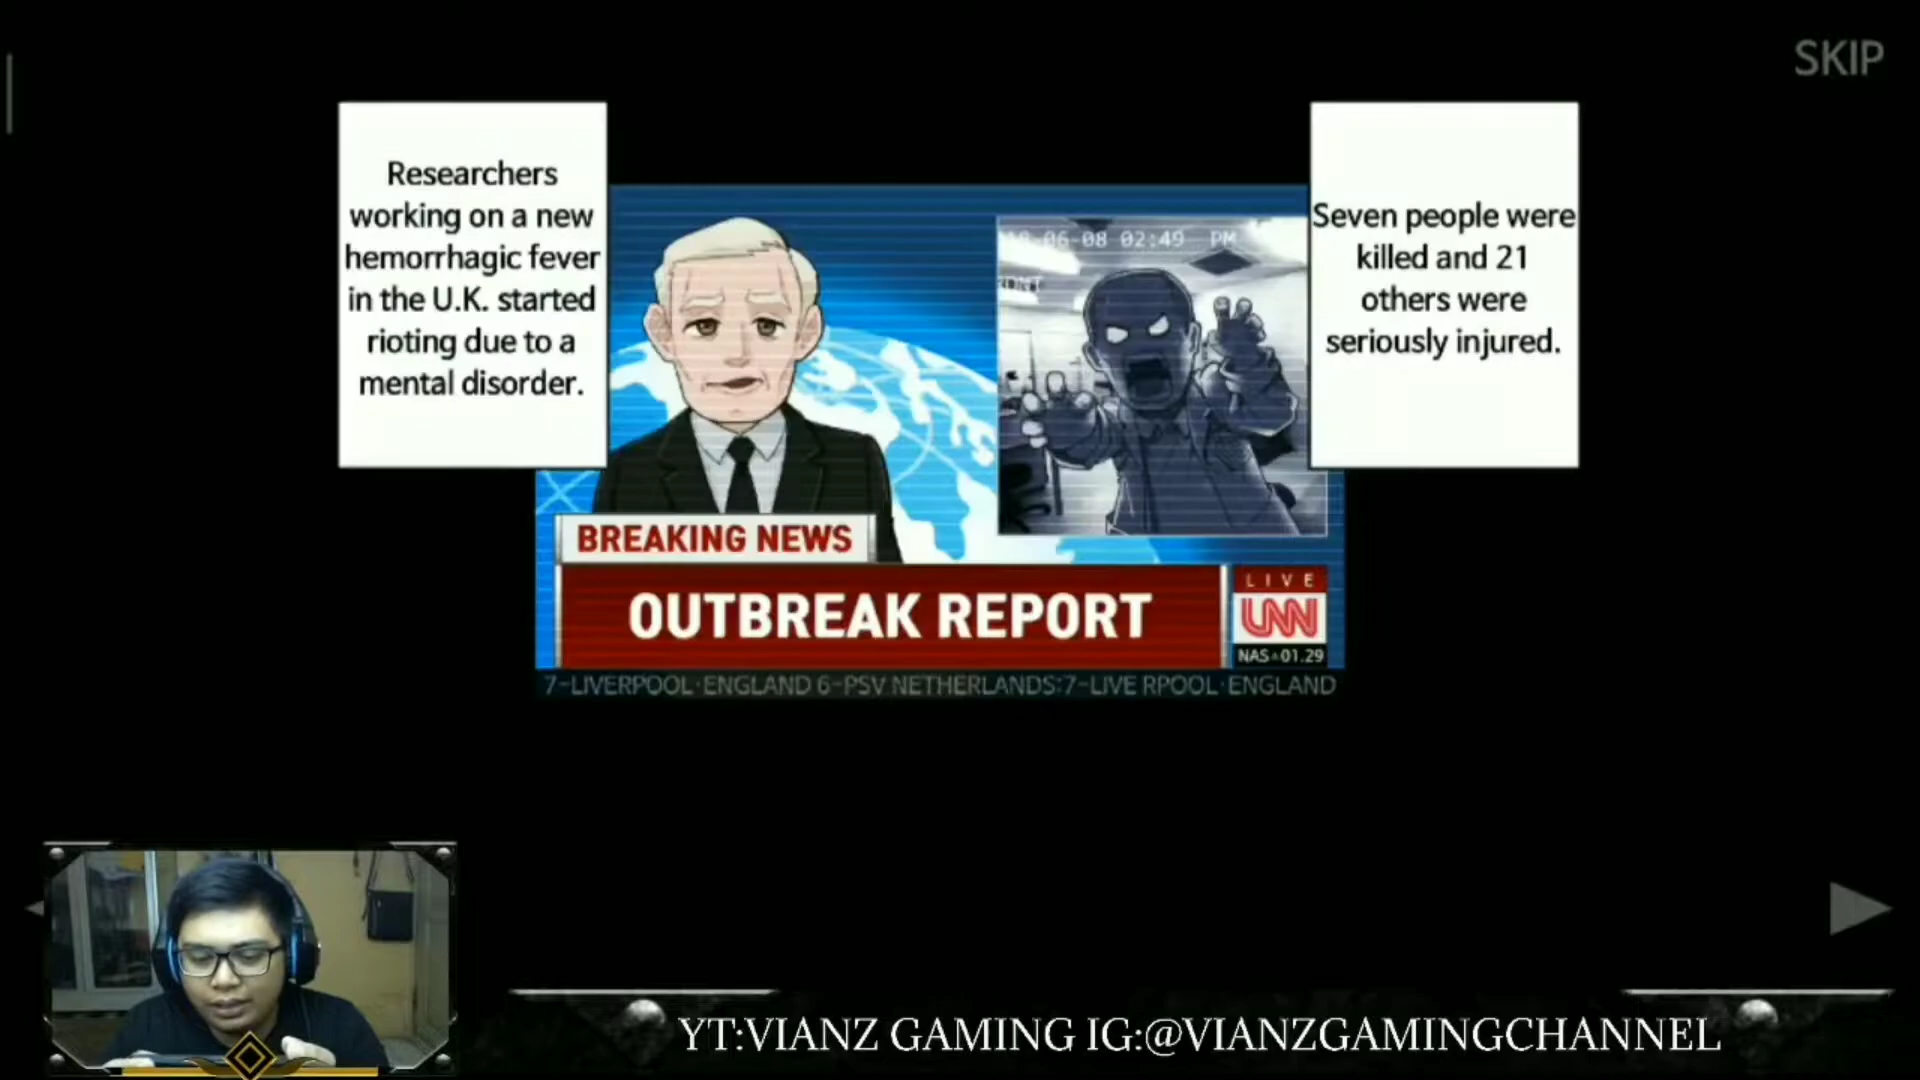 SKIP
Researchers
working on a new
hemorrhagic fever
in the U.K. started
rioting due to a
mental disorder.
Seven people were
killed and 21
others were
seriously injured.
06-08 02:49 PM
BREAKING NEWS
OUTBREAK REPORT
LIVE
UNN
NAS 01.29
7-LIVERPOOL·ENGLAND 6-PSV NETHERLANDS:7-LIVE RPOOL·ENGLAND
YT:VIANZ GAMING IG:@VIANZGAMINGCHANNEL